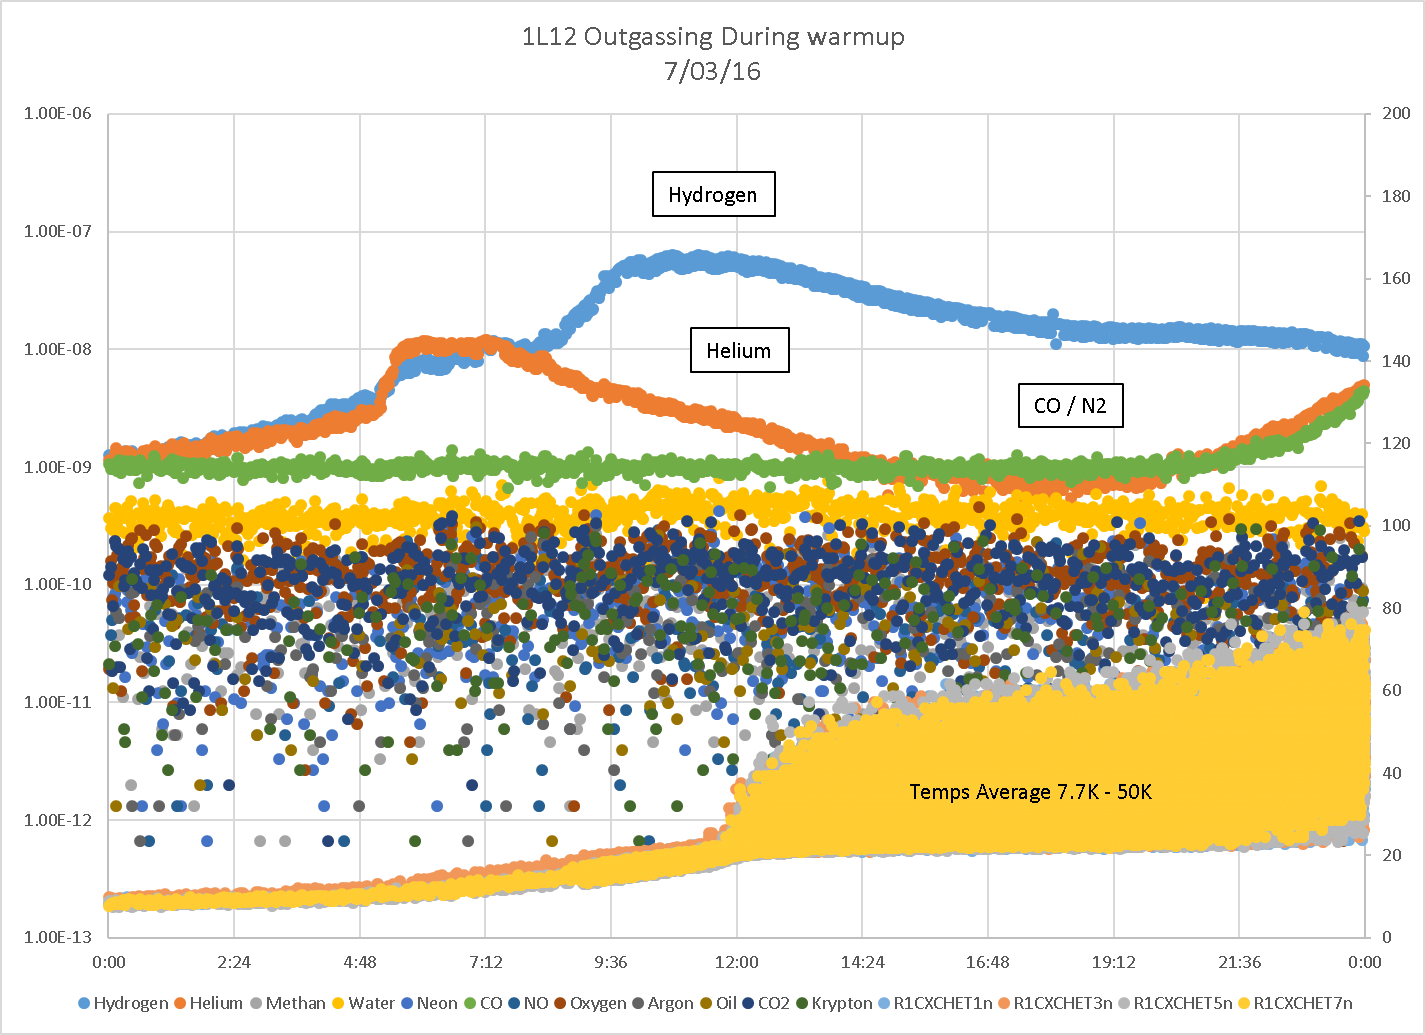 1L12 Outgassing During warmup
7/03/16
1.00E-06
1.00E-07
1.00E-08
1.00E-09
1.00E-10
1.00E-11
1.00E-12
1.00E-13
200
180
160
140
120
100
80
60
40
20
0
Hydrogen
Helium
CO / N2
Temps Average 7.7K - 50K
0:00 2:24 4:48 7:12 9:36 12:00 14:24 16:48 19:12 21:36 0:00
Hydrogen Helium Methan Water Neon CO NO Oxygen Argon Oil CO2 Krypton R1CXCHET1n R1CXCHET3n R1CXCHET5n R1CXCHET7n